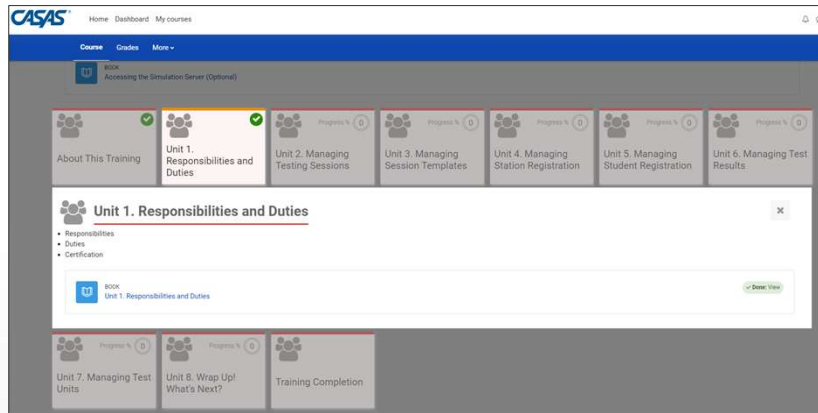 CASAS
Home Dashboard My courses
Course Grades More
BOOK
Accessing the Simulation Server (Optional)
About This Training
Unit 1.
Responsibilities and
Duties
Progress % 0
Unit 2. Managing
Testing Sessions
Progress % 0
Unit 3. Managing
Session Templates
Progress % 0
Unit 4. Managing
Station Registration
Progress % 0
Unit 5. Managing
Student Registration
Progress % 0
Unit 6. Managing Test
Results
Unit 1. Responsibilities and Duties
• Responsibilities
• Duties
• Certification
BOOK
Unit 1. Responsibilities and Duties
Done: View
Progress % 0
Unit 7. Managing Test
Units
Progress % 0
Unit 8. Wrap Up!
What's Next?
Training Completion